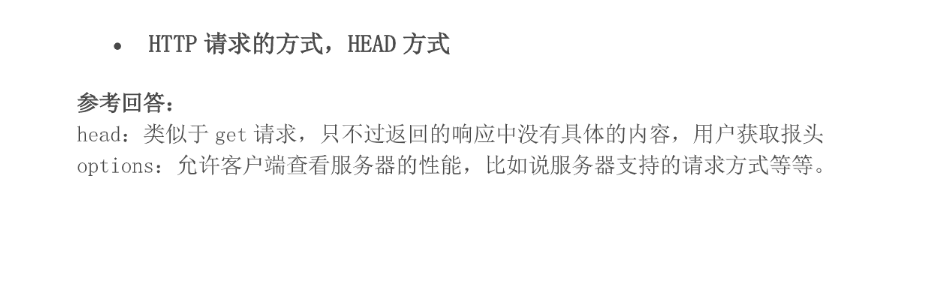 • HTTP 请求的方式，HEAD 方式
参考回答：
head：类似于 get 请求，只不过返回的响应中没有具体的内容，用户获取报头
options：允许客户端查看服务器的性能，比如说服务器支持的请求方式等等。